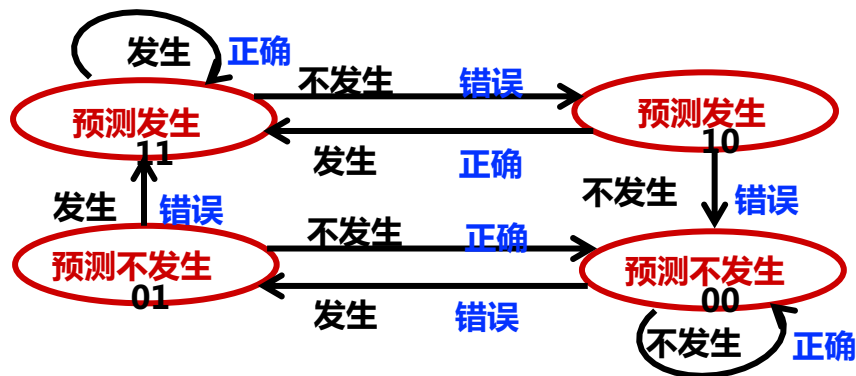 发生 正确
不发生 错误
预测发生
11
预测发生
10
发生 正确
不发生 错误
发生 错误
不发生 正确
预测不发生
01
预测不发生
00
发生 错误
不发生 正确